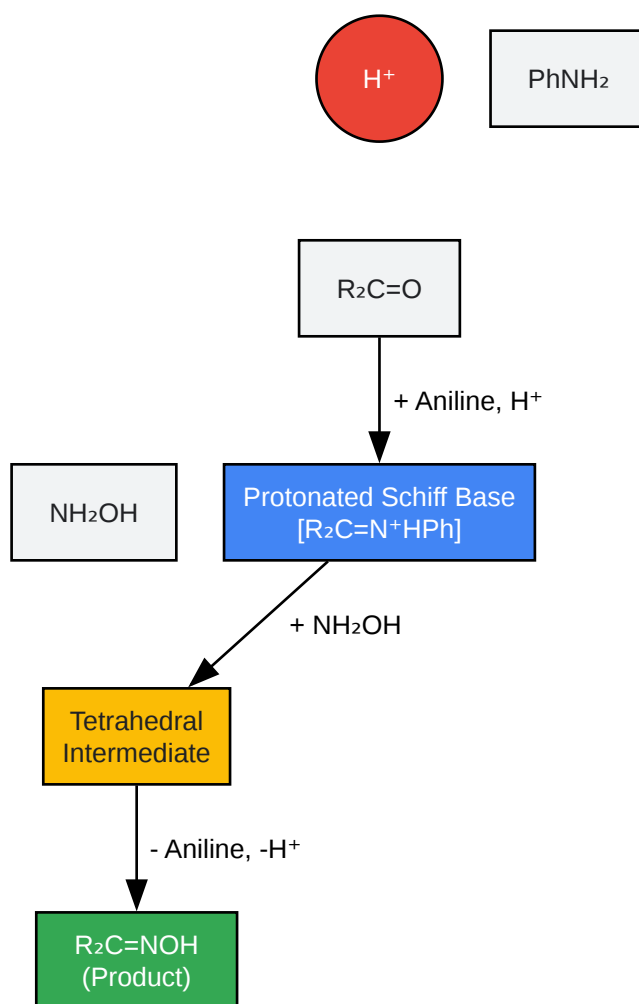 H⁺
PhNH₂
R₂C=O
+ Aniline, H⁺
NH₂OH
Protonated Schiff Base
[R₂C=N⁺HPh]
+ NH₂OH
Tetrahedral
Intermediate
- Aniline, -H⁺
R₂C=NOH
(Product)